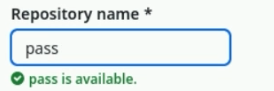 Repository name *
pass
pass is available.